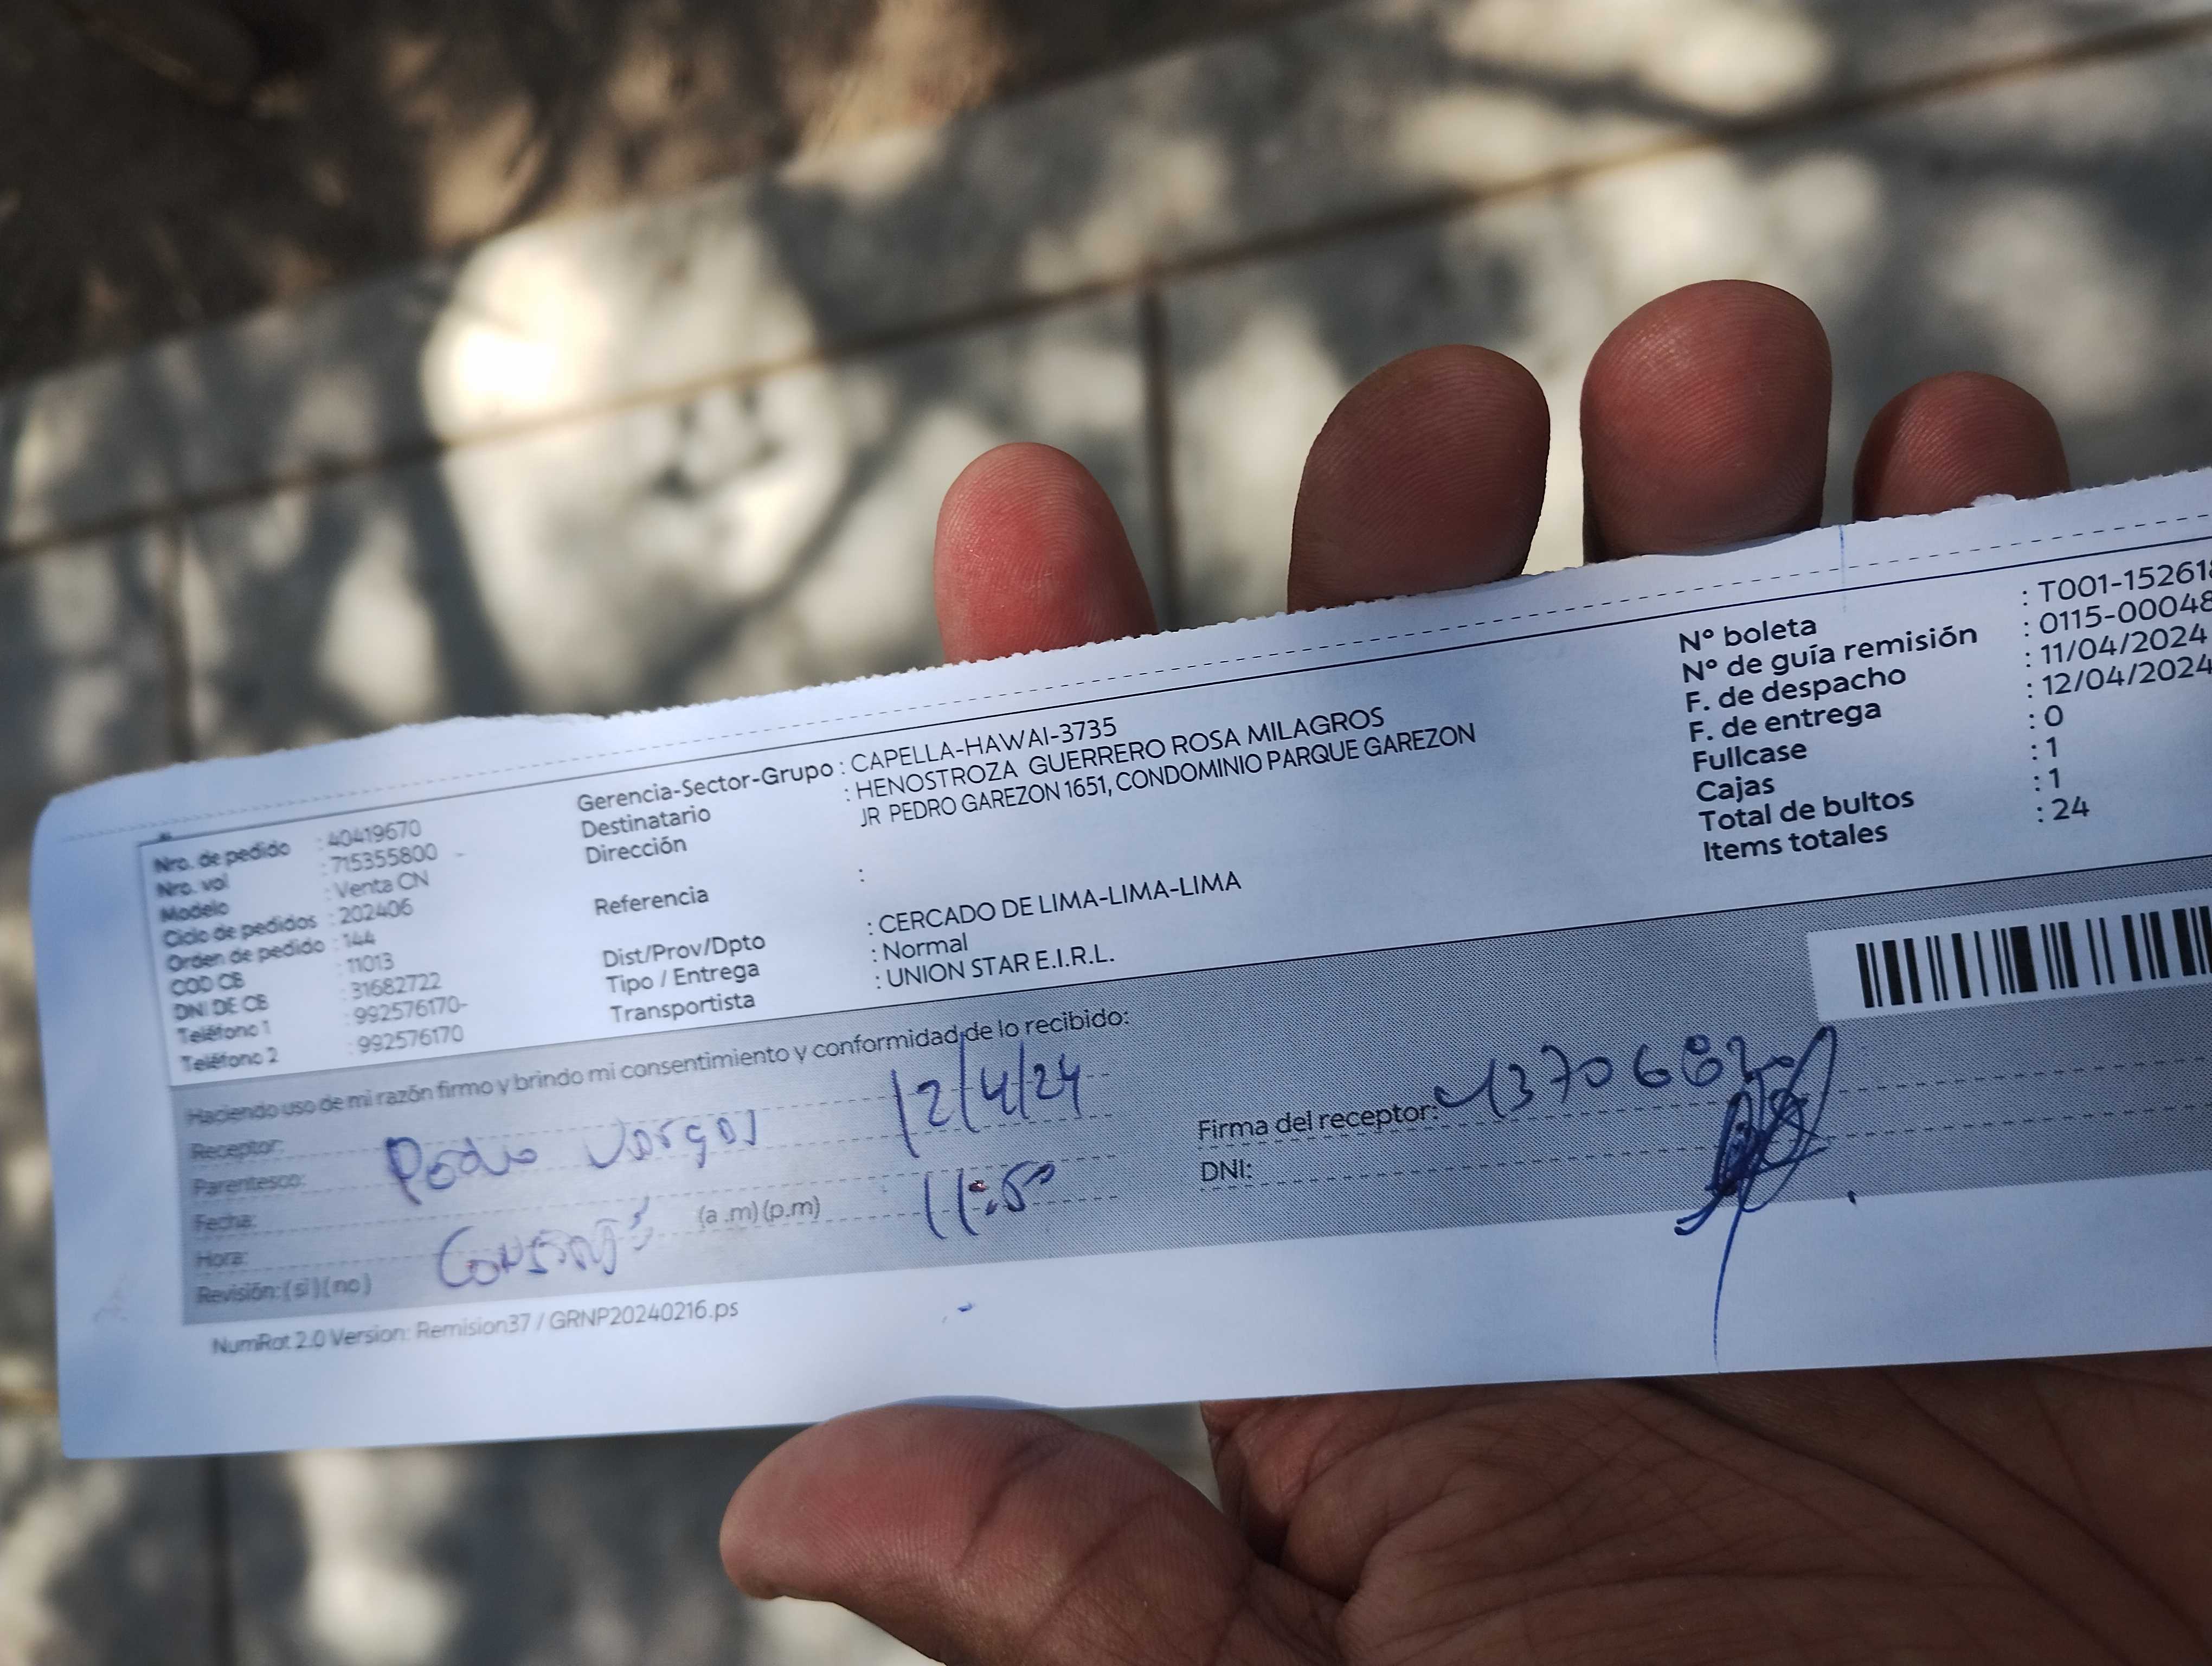 Nro. de pedido : 40419670
Nro. vol : 715355800
Modelo : Venta CN
Ciclo de pedidos : 202406
Orden de pedido : 144
COD CB : 11013
DNI DE CB : 31682722
Teléfono 1 : 992576170-
Teléfono 2 : 992576170
Gerencia-Sector-Grupo : CAPELLA-HAWAI-3735
Destinatario : HENOSTROZA GUERRERO ROSA MILAGROS
Dirección JR PEDRO GAREZON 1651, CONDOMINIO PARQUE GAREZON
Referencia :
Dist/Prov/Dpto : CERCADO DE LIMA-LIMA-LIMA
Tipo / Entrega : Normal
Transportista : UNION STAR E.I.R.L.
N° boleta : T001-15261
N° de guía remisión : 0115-00048
F. de despacho : 11/04/2024
F. de entrega : 12/04/2024
Fullcase : 0
Cajas : 1
Total de bultos : 1
Items totales : 24
Haciendo uso de mi razón firmo y brindo mi consentimiento y conformidad de lo recibido:
Receptor:
Parentesco: Pedro Vargas 12/4/24
Fecha:
Hora: (a .m) (p.m) 11:50
Revisión: ( si ) ( no )
Firma del receptor:
DNI:
NumRot 2.0 Version: Remision37 / GRNP20240216.ps